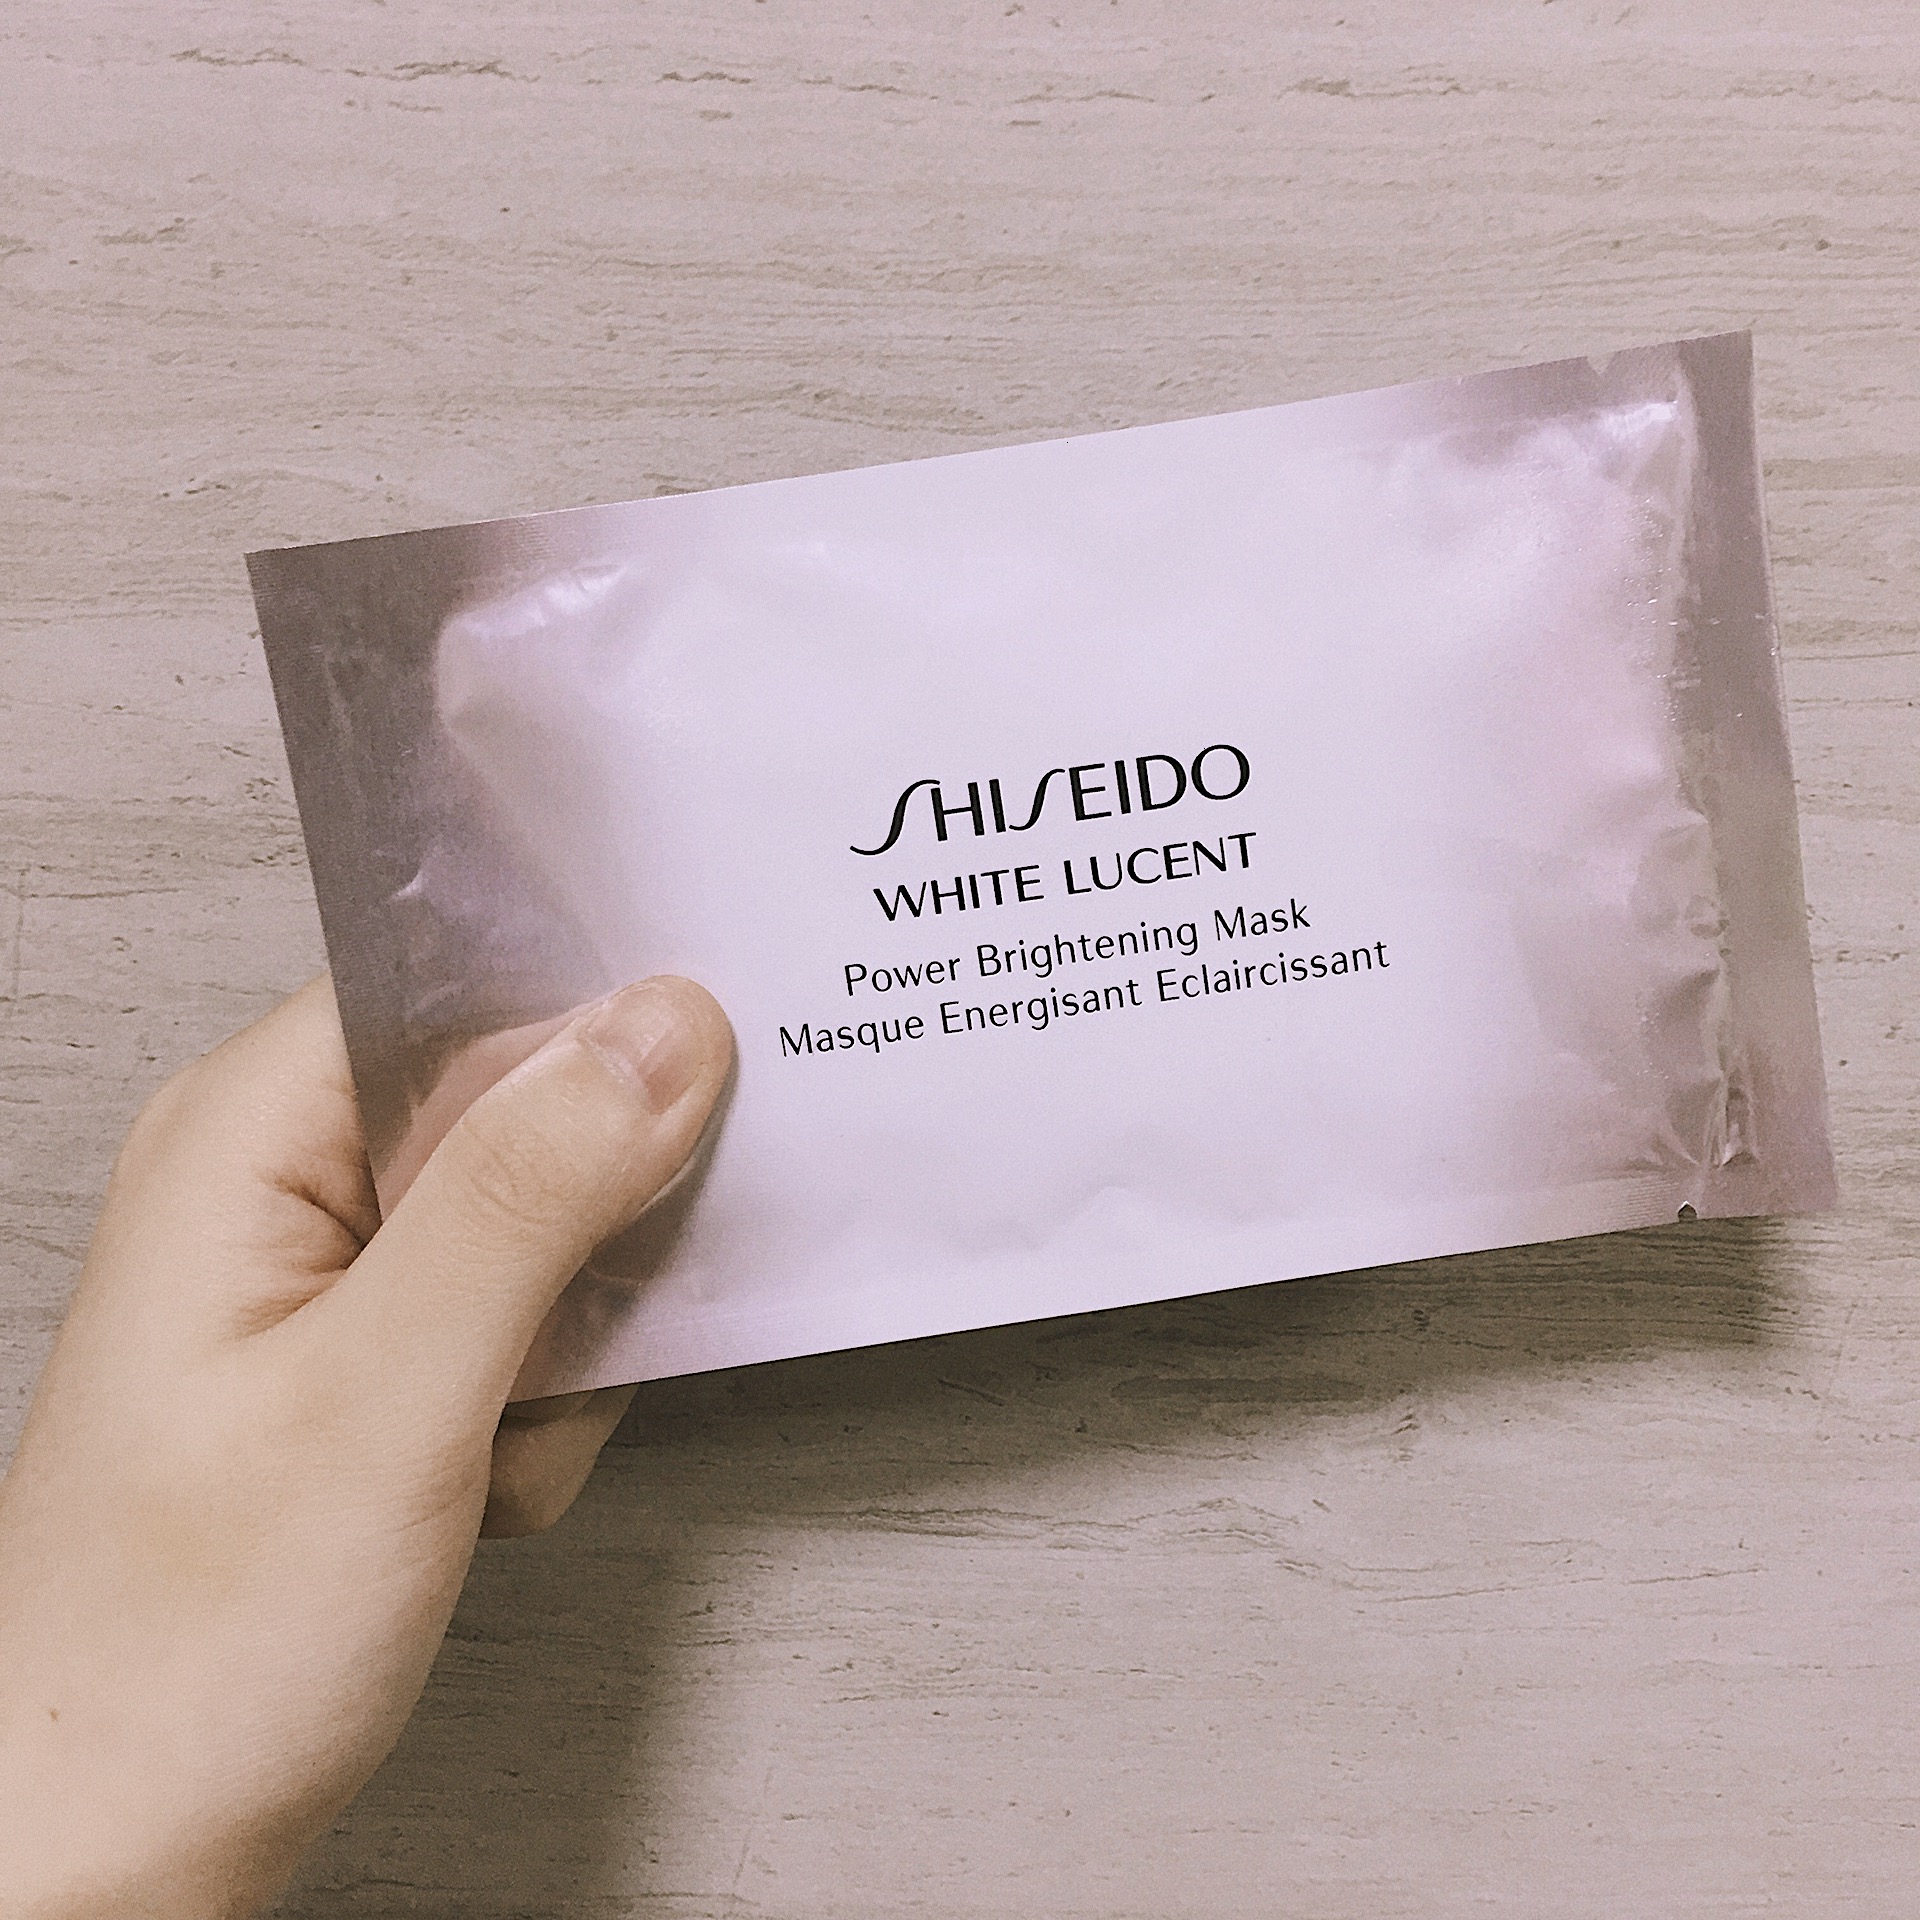 SHISEIDO
WHITE LUCENT
Power Brightening Mask
Masque Energisant Eclaircissant